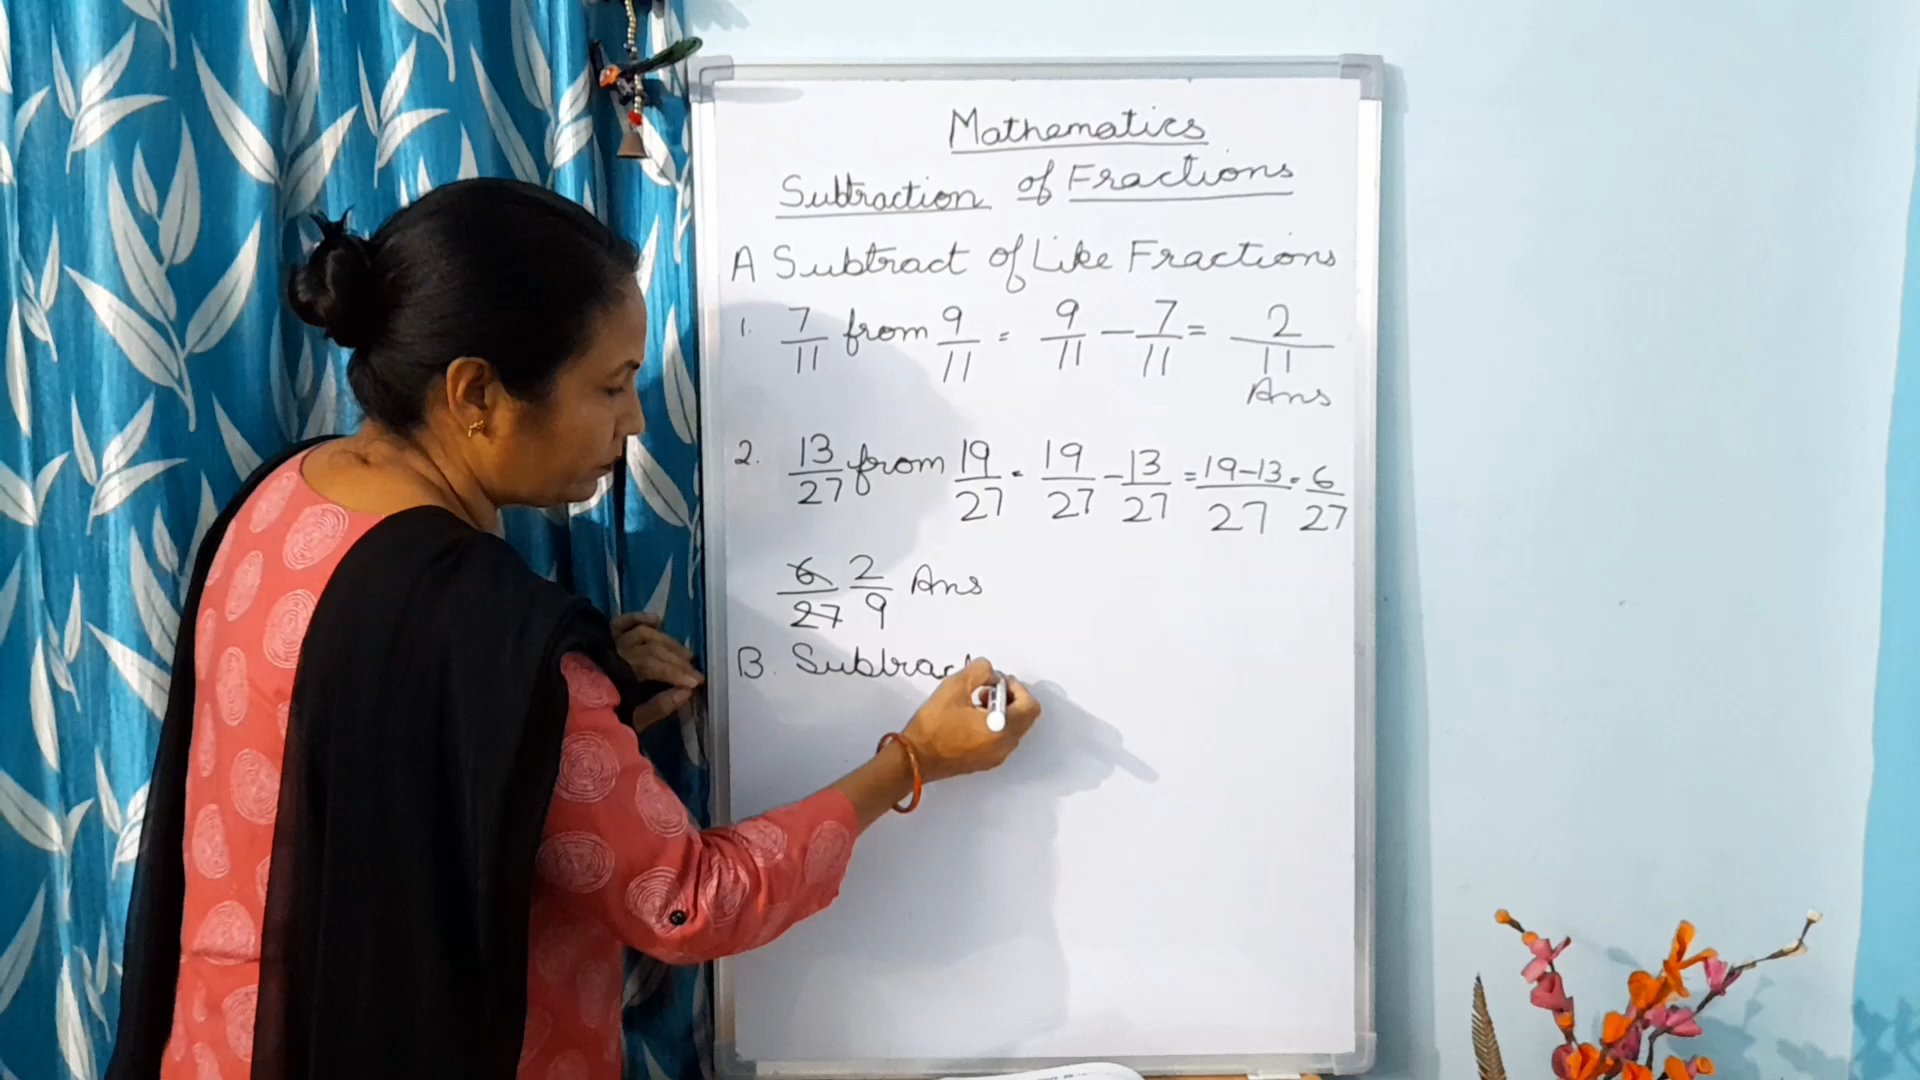 Mathematics
Subtraction of Fractions
A Subtract of Like Fractions
1. 7/11 from 9/11 = 9/11 - 7/11 = 2/11
Ans
2. 13/27 from 19/27 = 19/27 - 13/27 = 19-13/27 = 6/27
6/27 2/9 Ans
B. Subtract